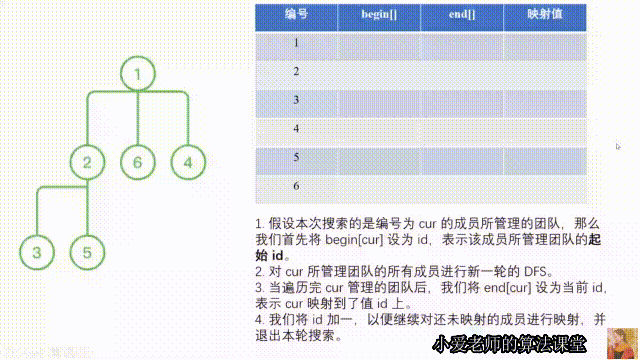 编号 begin[] end[] 映射值
1
2
3
4
5
6
1
2 6 4
3 5
1. 假设本次搜索的是编号为 cur 的成员所管理的团队，那么
我们首先将 begin[cur] 设为 id，表示该成员所管理团队的起
始 id。
2. 对 cur 所管理团队的所有成员进行新一轮的 DFS。
3. 当遍历完 cur 管理的团队后，我们将 end[cur] 设为当前 id，
表示 cur 映射到了值 id 上。
4. 我们将 id 加一，以便继续对还未映射的成员进行映射，并
退出本轮搜索。
小爱老师的算法课堂